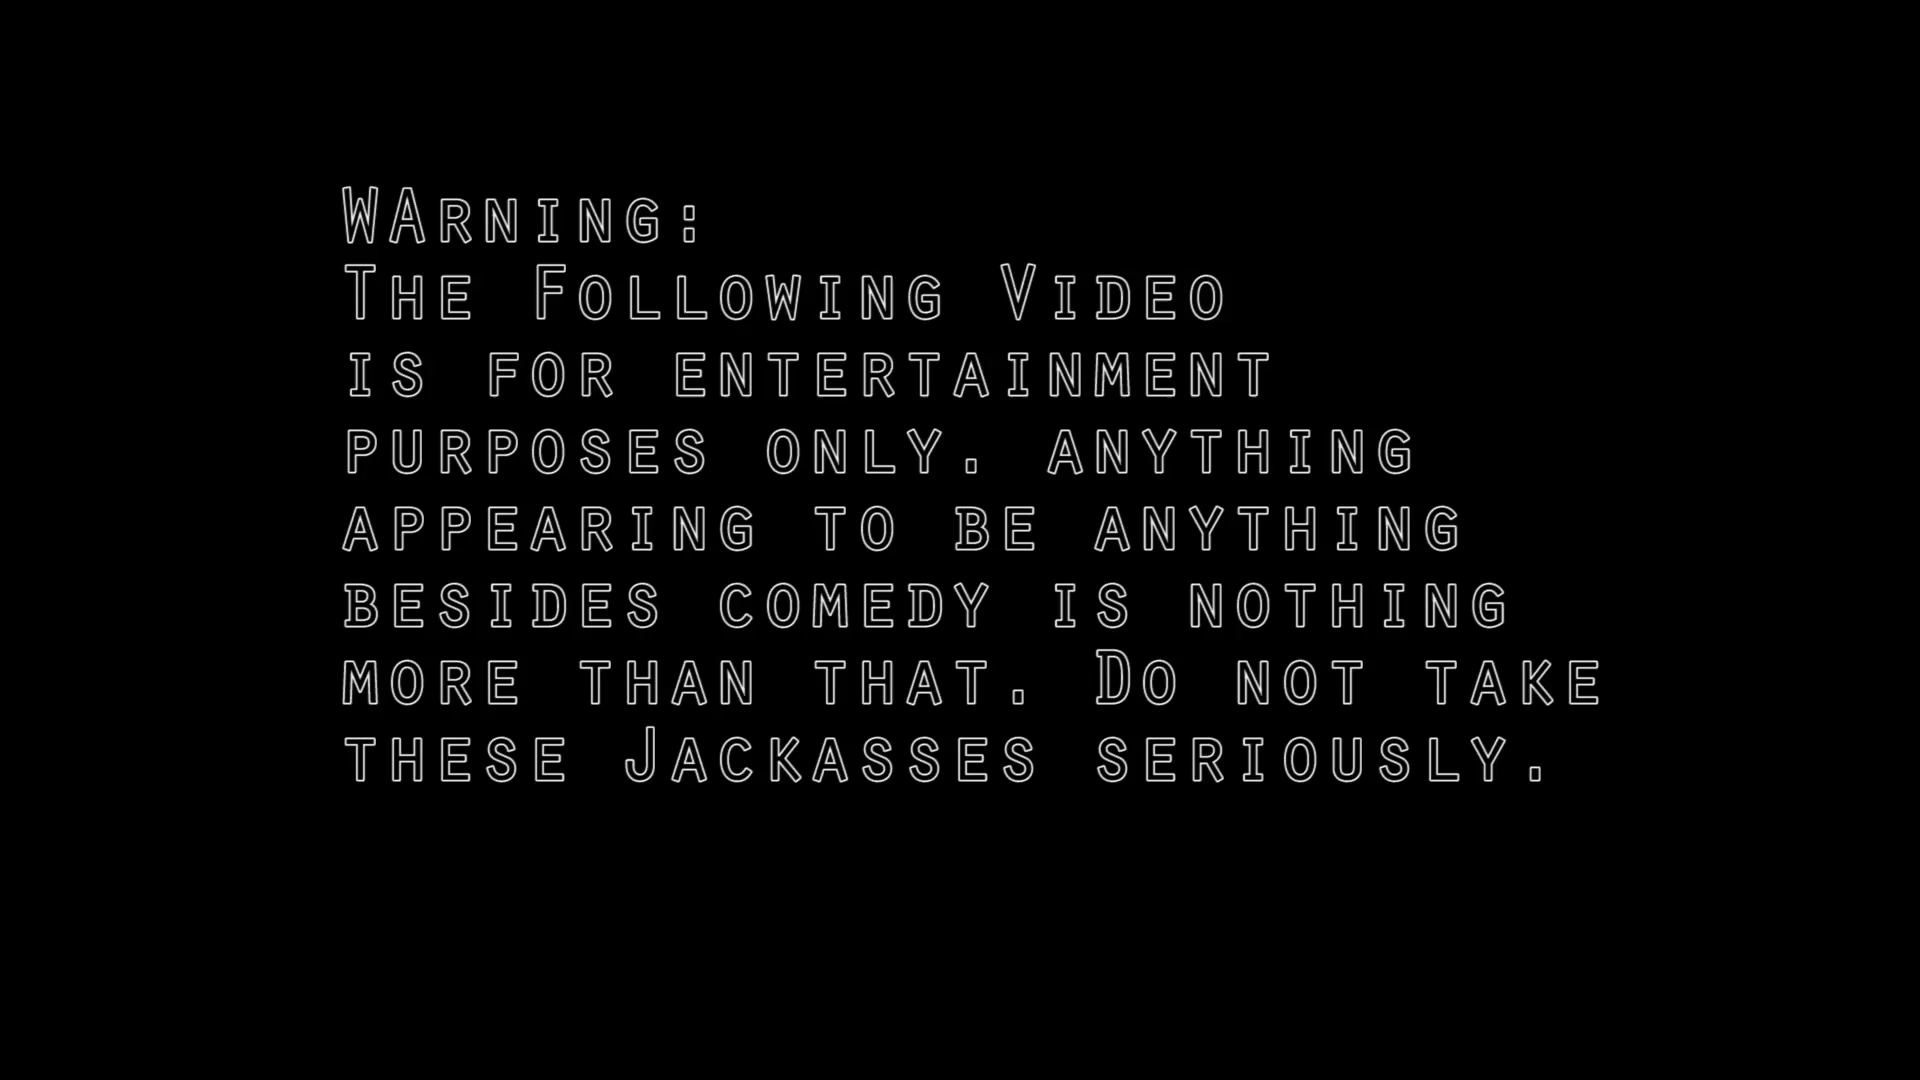 WArning:
The Following Video
is for entertainment
purposes only. anything
appearing to be anything
besides comedy is nothing
more than that. Do not take
these Jackasses seriously.